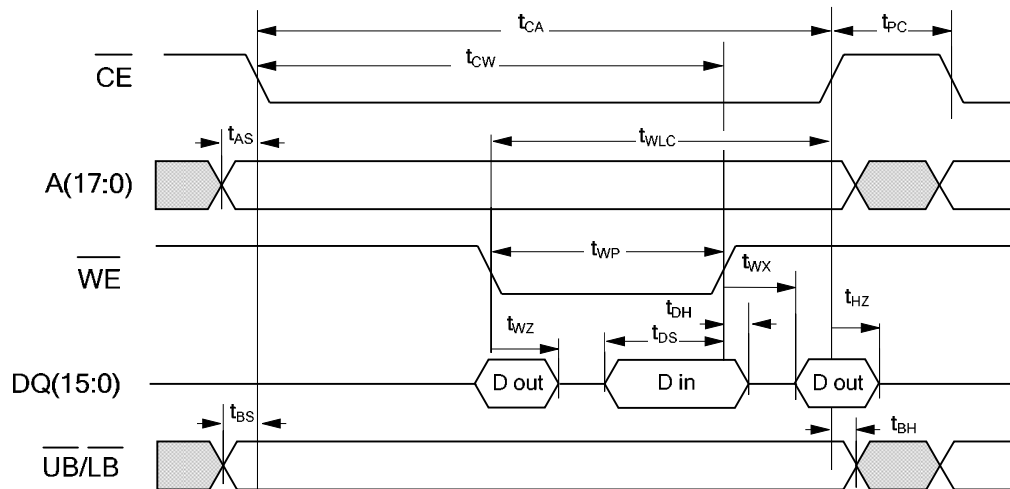 tCA
tPC
CE
tCW
tAS
tWLC
A(17:0)
tWP
WE
tWX
tDH
tHZ
tWZ
tDS
DQ(15:0)
D out
D in
D out
tBS
tBH
UB/LB